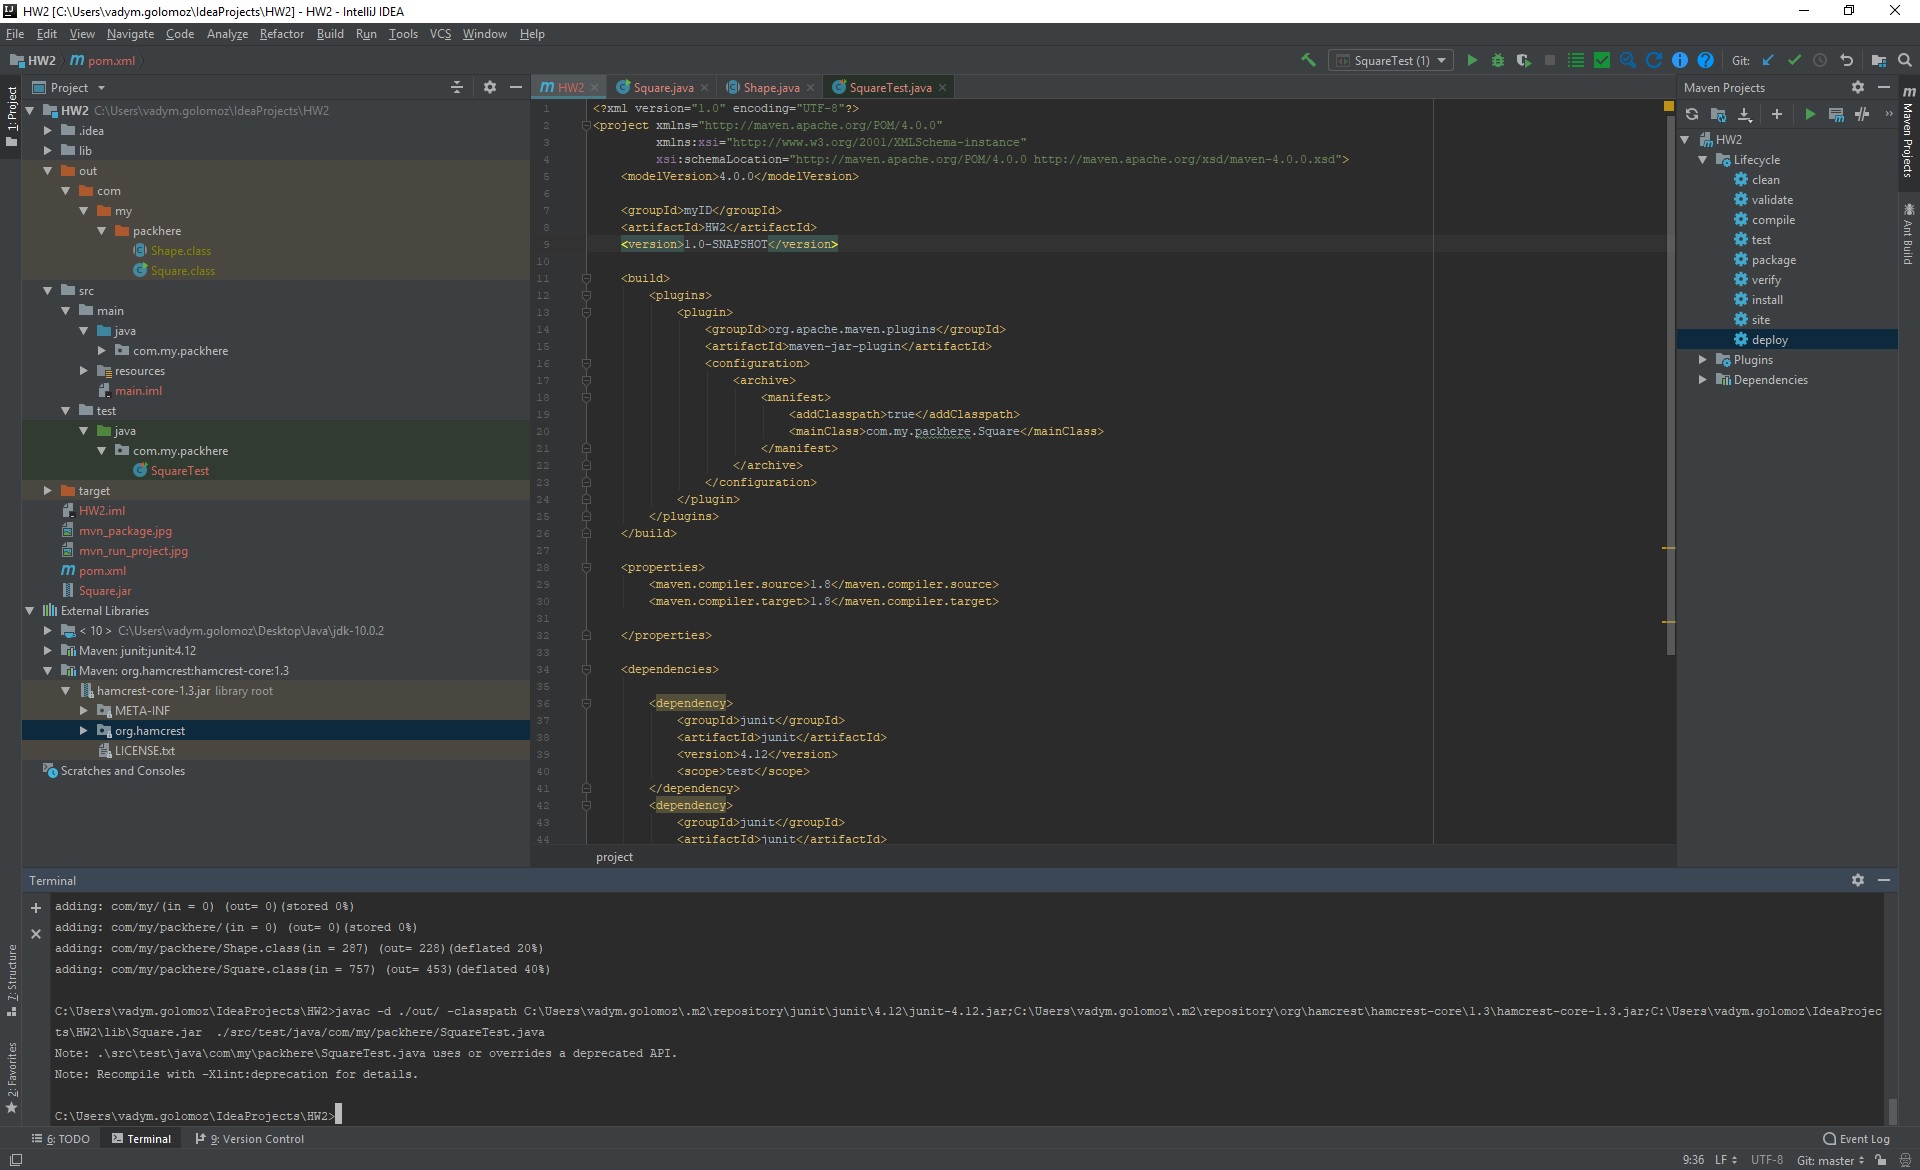 HW2 [C:\Users\vadym.golomoz\IdeaProjects\HW2] - HW2 - IntelliJ IDEA
File Edit View Navigate Code Analyze Refactor Build Run Tools VCS Window Help
HW2 pom.xml
SquareTest (1)
Git:
1: Project
Project
HW2 C:\Users\vadym.golomoz\IdeaProjects\HW2
.idea
lib
out
com
my
packhere
Shape.class
Square.class
src
main
java
com.my.packhere
resources
main.iml
test
java
com.my.packhere
SquareTest
target
HW2.iml
mvn_package.jpg
mvn_run_project.jpg
pom.xml
Square.jar
External Libraries
< 10 > C:\Users\vadym.golomoz\Desktop\Java\jdk-10.0.2
Maven: junit:junit:4.12
Maven: org.hamcrest:hamcrest-core:1.3
hamcrest-core-1.3.jar library root
META-INF
org.hamcrest
LICENSE.txt
Scratches and Consoles
HW2 Square.java Shape.java SquareTest.java
1 <?xml version="1.0" encoding="UTF-8"?>
2 <project xmlns="http://maven.apache.org/POM/4.0.0"
3 xmlns:xsi="http://www.w3.org/2001/XMLSchema-instance"
4 xsi:schemaLocation="http://maven.apache.org/POM/4.0.0 http://maven.apache.org/xsd/maven-4.0.0.xsd">
5 <modelVersion>4.0.0</modelVersion>
6
7 <groupId>myID</groupId>
8 <artifactId>HW2</artifactId>
9 <version>1.0-SNAPSHOT</version>
10
11 <build>
12 <plugins>
13 <plugin>
14 <groupId>org.apache.maven.plugins</groupId>
15 <artifactId>maven-jar-plugin</artifactId>
16 <configuration>
17 <archive>
18 <manifest>
19 <addClasspath>true</addClasspath>
20 <mainClass>com.my.packhere.Square</mainClass>
21 </manifest>
22 </archive>
23 </configuration>
24 </plugin>
25 </plugins>
26 </build>
27
28 <properties>
29 <maven.compiler.source>1.8</maven.compiler.source>
30 <maven.compiler.target>1.8</maven.compiler.target>
31
32 </properties>
33
34 <dependencies>
35
36 <dependency>
37 <groupId>junit</groupId>
38 <artifactId>junit</artifactId>
39 <version>4.12</version>
40 <scope>test</scope>
41 </dependency>
42 <dependency>
43 <groupId>junit</groupId>
44 <artifactId>junit</artifactId>
project
Maven Projects
HW2
Lifecycle
clean
validate
compile
test
package
verify
install
site
deploy
Plugins
Dependencies
Maven Projects
Ant Build
Terminal
adding: com/my/(in = 0) (out= 0)(stored 0%)
adding: com/my/packhere/(in = 0) (out= 0)(stored 0%)
adding: com/my/packhere/Shape.class(in = 287) (out= 228)(deflated 20%)
adding: com/my/packhere/Square.class(in = 757) (out= 453)(deflated 40%)
C:\Users\vadym.golomoz\IdeaProjects\HW2>javac -d ./out/ -classpath C:\Users\vadym.golomoz\.m2\repository\junit\junit\4.12\junit-4.12.jar;C:\Users\vadym.golomoz\.m2\repository\org\hamcrest\hamcrest-core\1.3\hamcrest-core-1.3.jar;C:\Users\vadym.golomoz\IdeaProjec
ts\HW2\lib\Square.jar ./src/test/java/com/my/packhere/SquareTest.java
Note: .\src\test\java\com\my\packhere\SquareTest.java uses or overrides a deprecated API.
Note: Recompile with -Xlint:deprecation for details.
C:\Users\vadym.golomoz\IdeaProjects\HW2>
7: Structure
2: Favorites
6: TODO Terminal 9: Version Control Event Log
9:36 LF UTF-8 Git: master